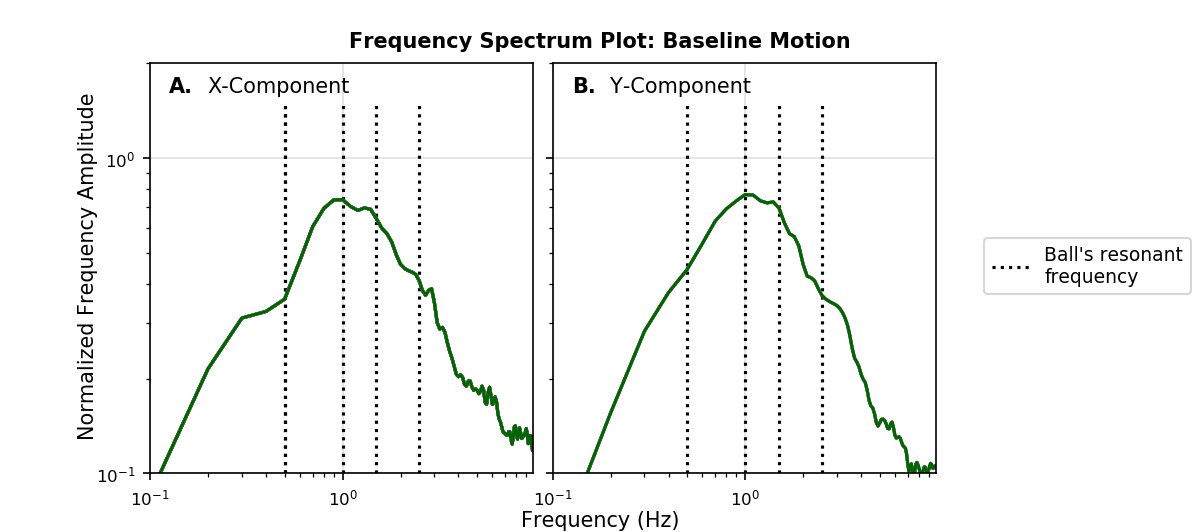 Frequency Spectrum Plot: Baseline Motion
A. X-Component
B. Y-Component
Normalized Frequency Amplitude
10⁰
10⁻¹
10⁻¹
10⁰
10⁻¹
10⁰
Frequency (Hz)
Ball's resonant
frequency